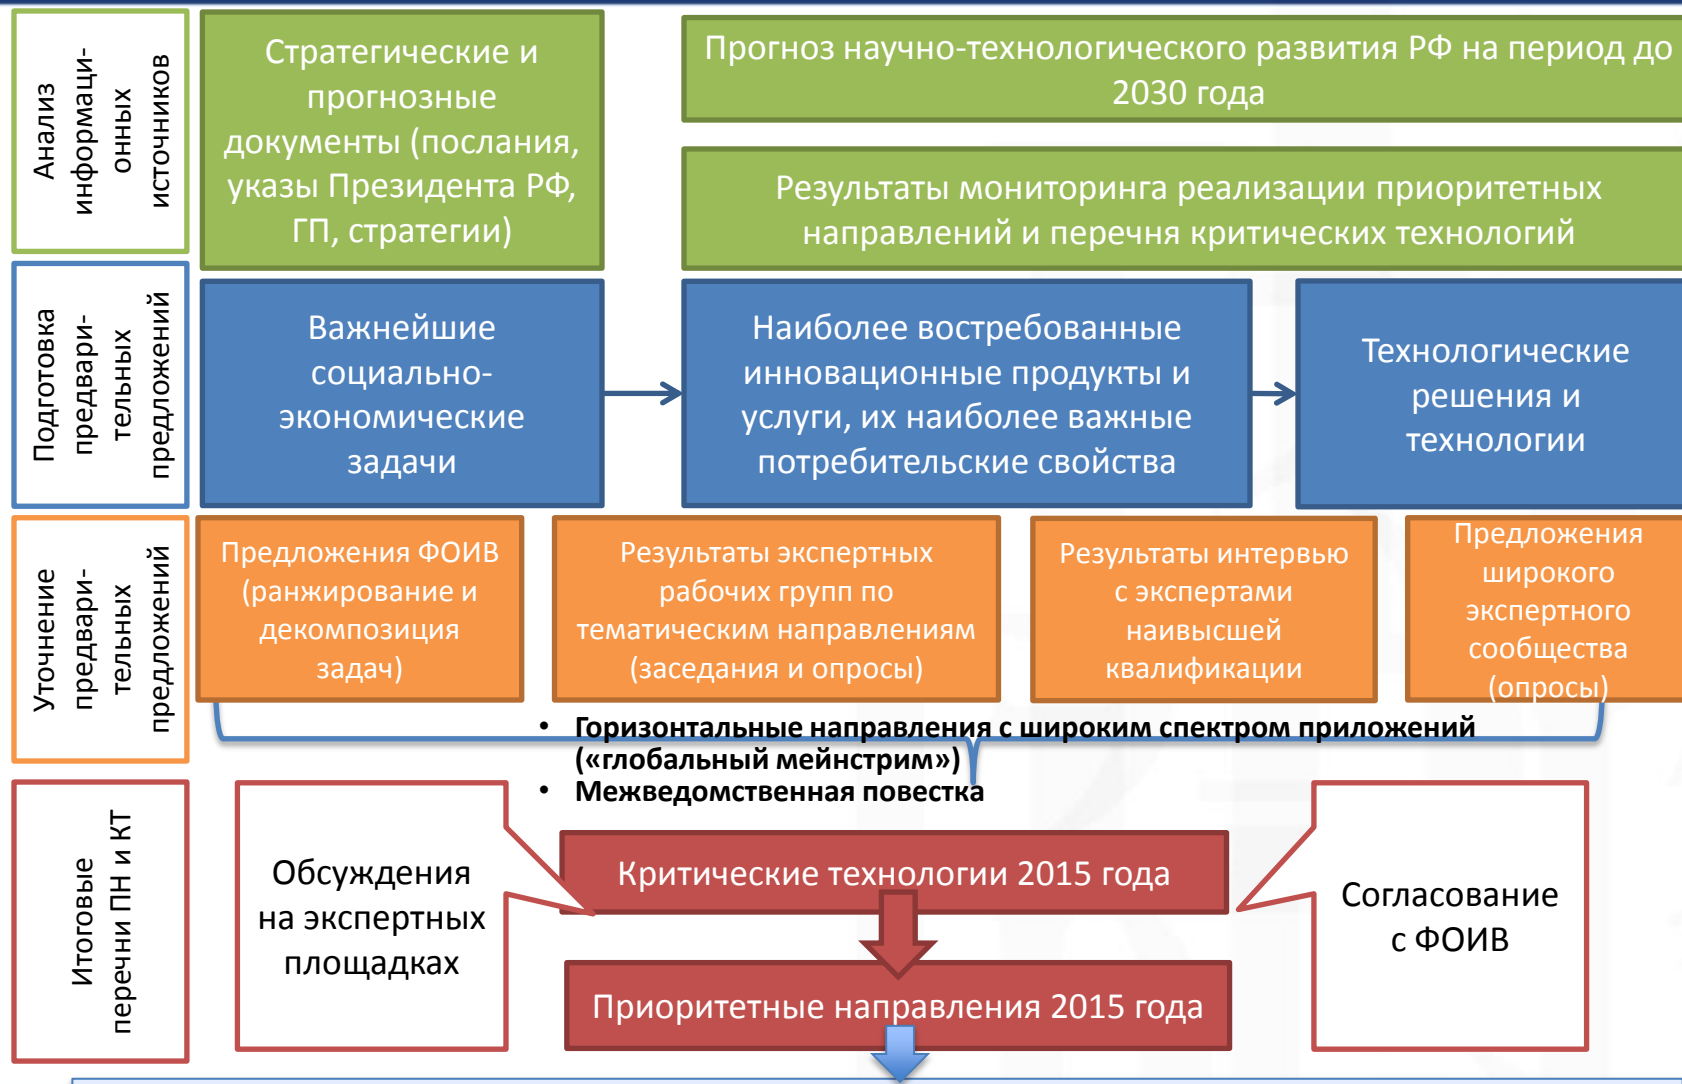 Анализ
информаци-
онных
источников
Стратегические и
прогнозные
документы (послания,
указы Президента РФ,
ГП, стратегии)
Прогноз научно-технологического развития РФ на период до
2030 года
Результаты мониторинга реализации приоритетных
направлений и перечня критических технологий
Подготовка
предвари-
тельных
предложений
Важнейшие
социально-
экономические
задачи
Наиболее востребованные
инновационные продукты и
услуги, их наиболее важные
потребительские свойства
Технологические
решения и
технологии
Уточнение
предвари-
тельных
предложений
Предложения ФОИВ
(ранжирование и
декомпозиция
задач)
Результаты экспертных
рабочих групп по
тематическим направлениям
(заседания и опросы)
Результаты интервью
с экспертами
наивысшей
квалификации
Предложения
широкого
экспертного
сообщества
(опросы)
• Горизонтальные направления с широким спектром приложений
(«глобальный мейнстрим»)
• Межведомственная повестка
Итоговые
перечни ПН и КТ
Обсуждения
на экспертных
площадках
Критические технологии 2015 года
Приоритетные направления 2015 года
Согласование
с ФОИВ